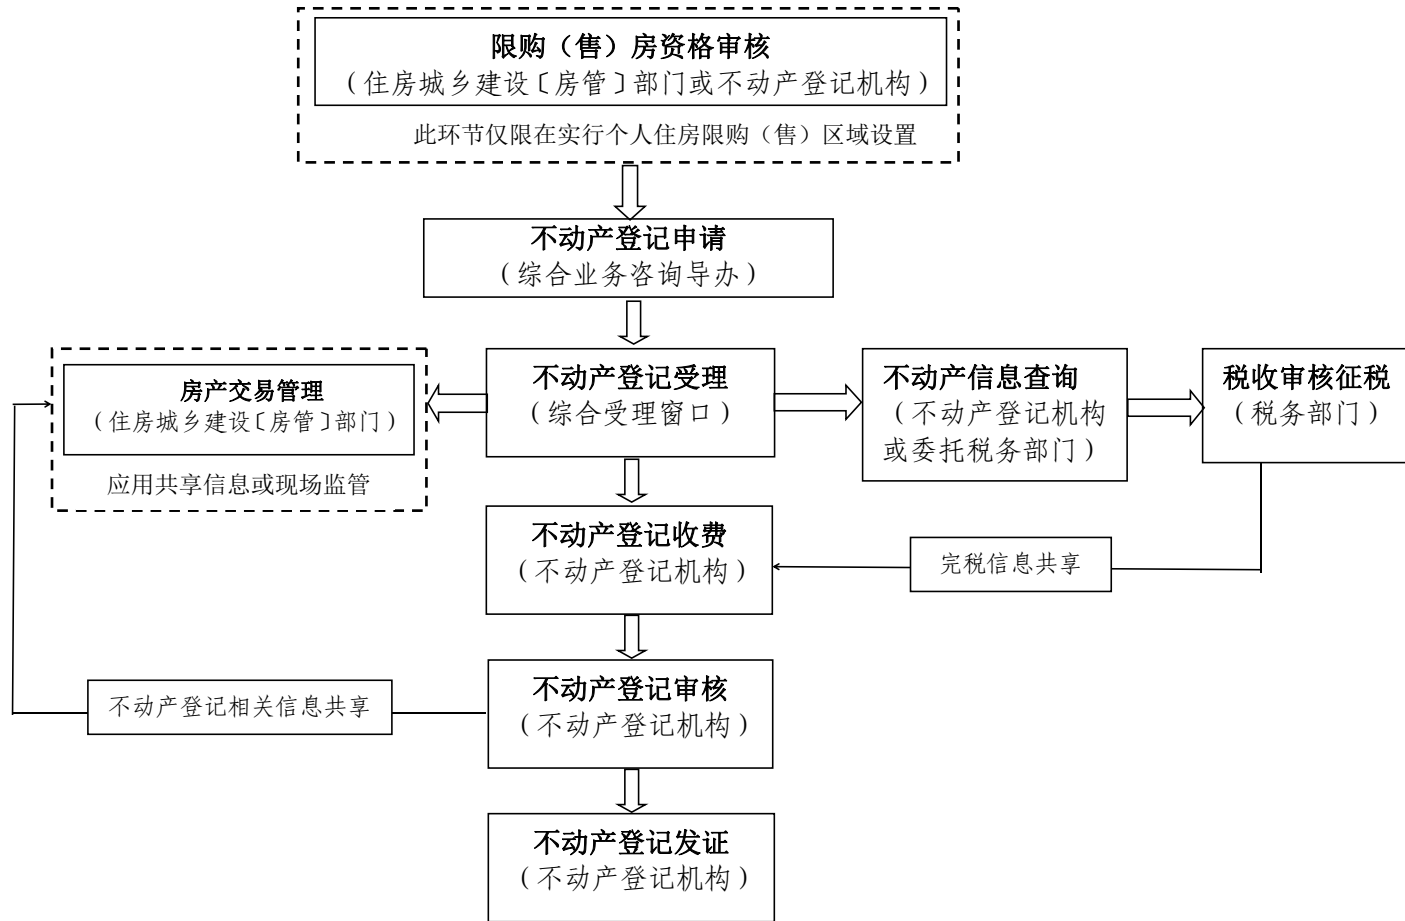 限购（售）房资格审核
（住房城乡建设〔房管〕部门或不动产登记机构）
此环节仅限在实行个人住房限购（售）区域设置
不动产登记申请
（综合业务咨询导办）
房产交易管理
（住房城乡建设〔房管〕部门）
应用共享信息或现场监管
不动产登记受理
（综合受理窗口）
不动产信息查询
（不动产登记机构
或委托税务部门）
税收审核征税
（税务部门）
不动产登记收费
（不动产登记机构）
完税信息共享
不动产登记审核
（不动产登记机构）
不动产登记相关信息共享
不动产登记发证
（不动产登记机构）